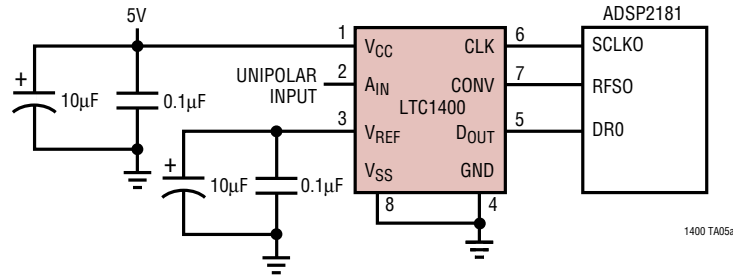 5V
ADSP2181
+
10µF
0.1µF
UNIPOLAR
INPUT
1
2
3
VCC
AIN
VREF
VSS
LTC1400
CLK
CONV
DOUT
GND
6
7
5
SCLKO
RFSO
DR0
+
10µF
0.1µF
8
4
1400 TA05a